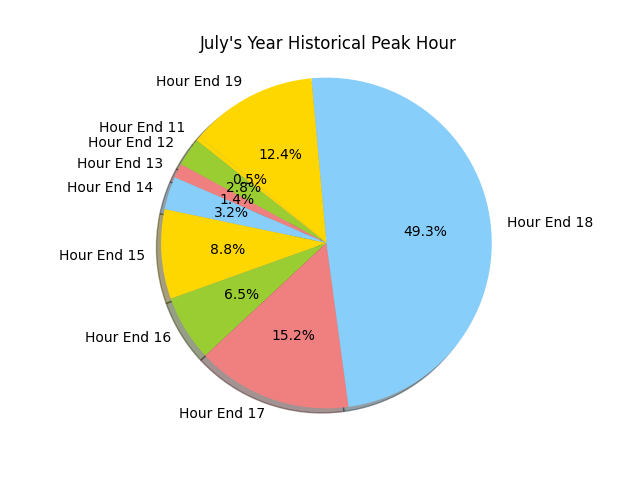 July's Year Historical Peak Hour
Hour End 19
Hour End 11
Hour End 12
Hour End 13
Hour End 14
Hour End 15
Hour End 16
Hour End 17
Hour End 18
12.4%
0.5%
2.8%
1.4%
3.2%
8.8%
6.5%
15.2%
49.3%